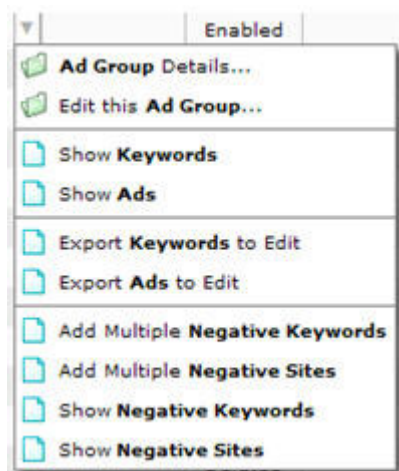 Enabled
Ad Group Details...
Edit this Ad Group...
Show Keywords
Show Ads
Export Keywords to Edit
Export Ads to Edit
Add Multiple Negative Keywords
Add Multiple Negative Sites
Show Negative Keywords
Show Negative Sites